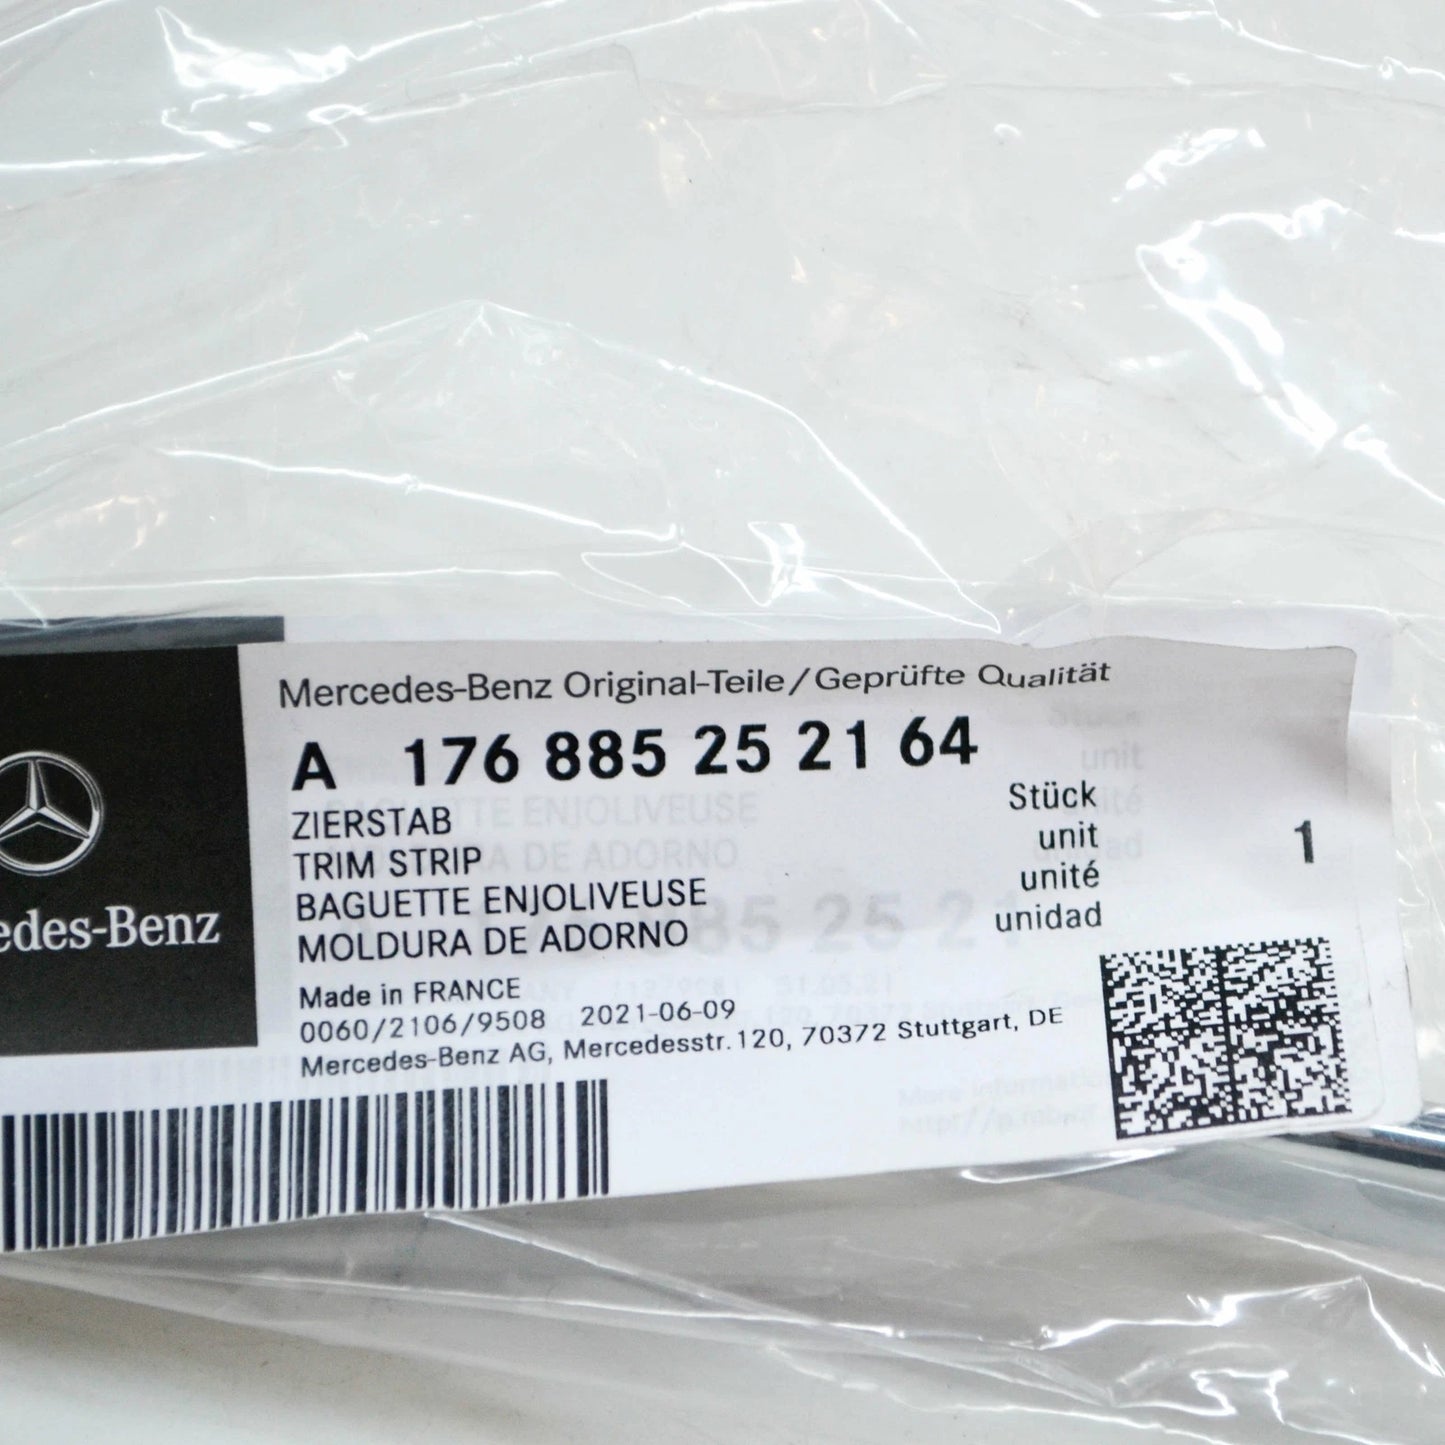 Mercedes-Benz Original-Teile/Geprüfte Qualität
A 176 885 25 21 64
ZIERSTAB
TRIM STRIP
BAGUETTE ENJOLIVEUSE
MOLDURA DE ADORNO
Stück
unit
unité
unidad
1
Made in FRANCE
0060/2106/9508 2021-06-09
Mercedes-Benz AG, Mercedesstr. 120, 70372 Stuttgart, DE
edes-Benz